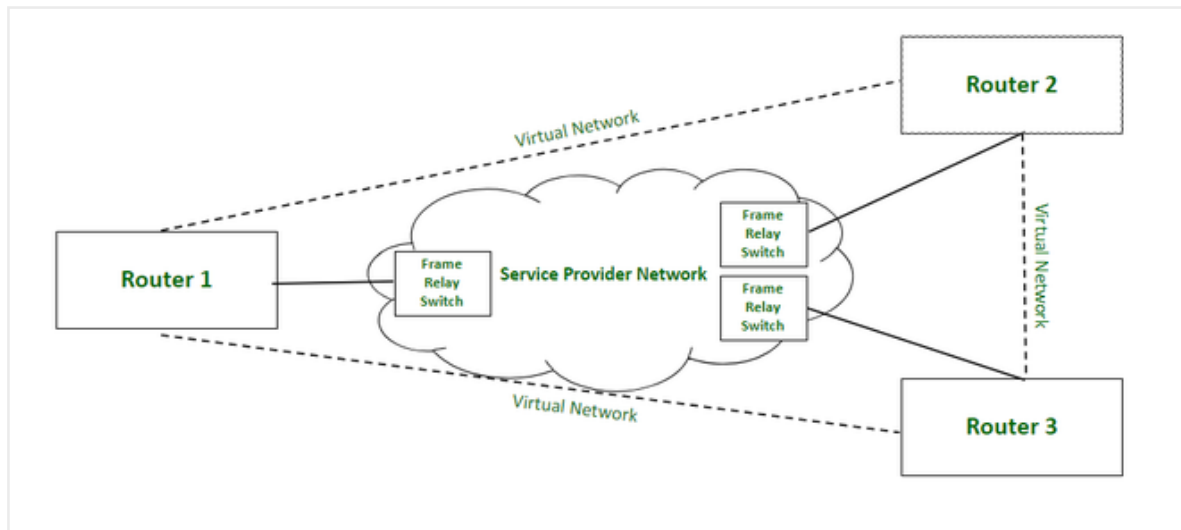 Router 2
Virtual Network
Frame
Relay
Switch
Virtual Network
Router 1
Frame
Relay
Switch
Service Provider Network
Frame
Relay
Switch
Virtual Network
Router 3